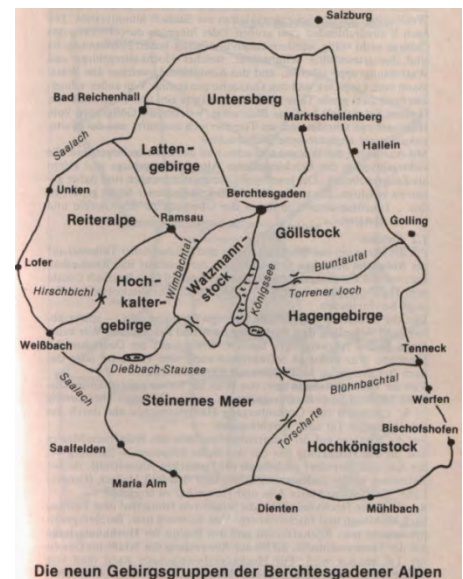 Salzburg
Bad Reichenhall
Untersberg
Marktschellenberg
Saalach
Latten-
gebirge
Hallein
Unken
Berchtesgaden
Reiteralpe
Ramsau
Göllstock
Golling
Lofer
Wimbachtal
Watzmann-
stock
Königssee
Bluntautal
Hirschbichl
Hoch-
kalter-
gebirge
Torrener Joch
Hagengebirge
Weißbach
Dießbach-Stausee
Tenneck
Saalach
Blühnbachtal
Steinernes Meer
Werfen
Torscharte
Bischofshofen
Saalfelden
Hochkönigstock
Maria Alm
Dienten
Mühlbach
Die neun Gebirgsgruppen der Berchtesgadener Alpen